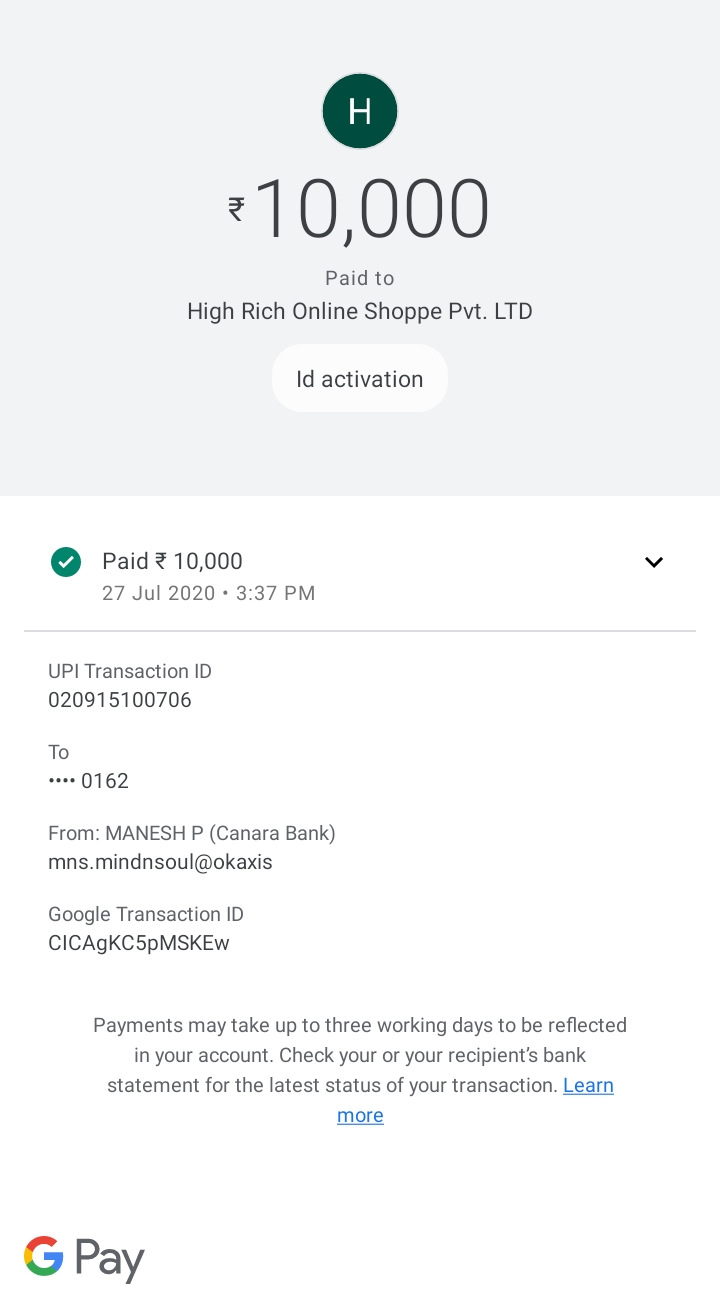 H
₹10,000
Paid to
High Rich Online Shoppe Pvt. LTD
Id activation
Paid ₹ 10,000
27 Jul 2020 • 3:37 PM
UPI Transaction ID
020915100706
To
•••• 0162
From: MANESH P (Canara Bank)
mns.mindnsoul@okaxis
Google Transaction ID
CICAgKC5pMSKEw
Payments may take up to three working days to be reflected
in your account. Check your or your recipient's bank
statement for the latest status of your transaction. Learn
more
G Pay